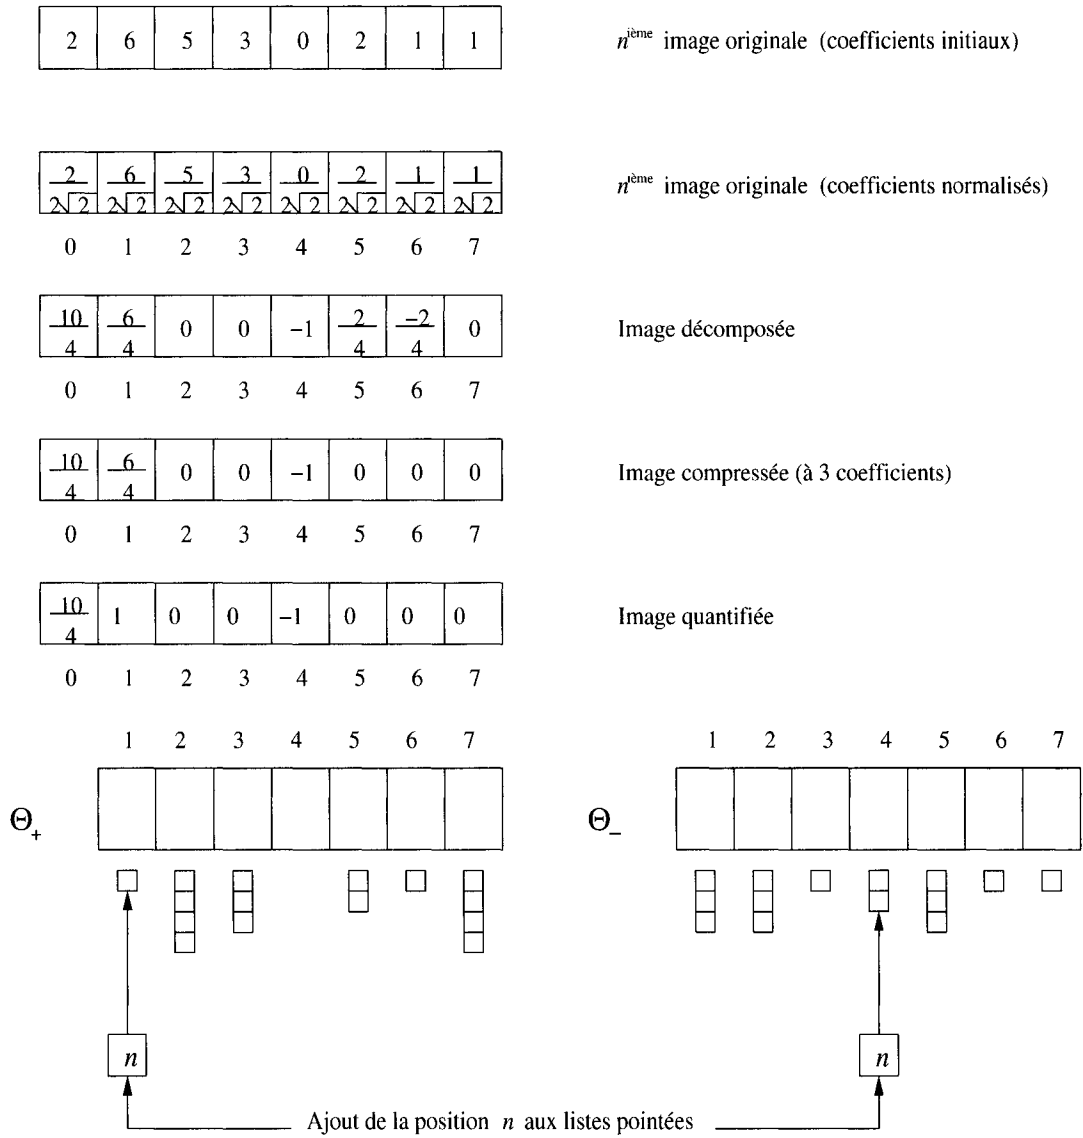 2 6 5 3 0 2 1 1 nième image originale (coefficients initiaux)
2/2√2 6/2√2 5/2√2 3/2√2 0/2√2 2/2√2 1/2√2 1/2√2 nième image originale (coefficients normalisés)
0 1 2 3 4 5 6 7
10/4 6/4 0 0 −1 2/4 −2/4 0 Image décomposée
0 1 2 3 4 5 6 7
10/4 6/4 0 0 −1 0 0 0 Image compressée (à 3 coefficients)
0 1 2 3 4 5 6 7
10/4 1 0 0 −1 0 0 0 Image quantifiée
0 1 2 3 4 5 6 7
1 2 3 4 5 6 7 1 2 3 4 5 6 7
Θ+ Θ−
n n
Ajout de la position n aux listes pointées